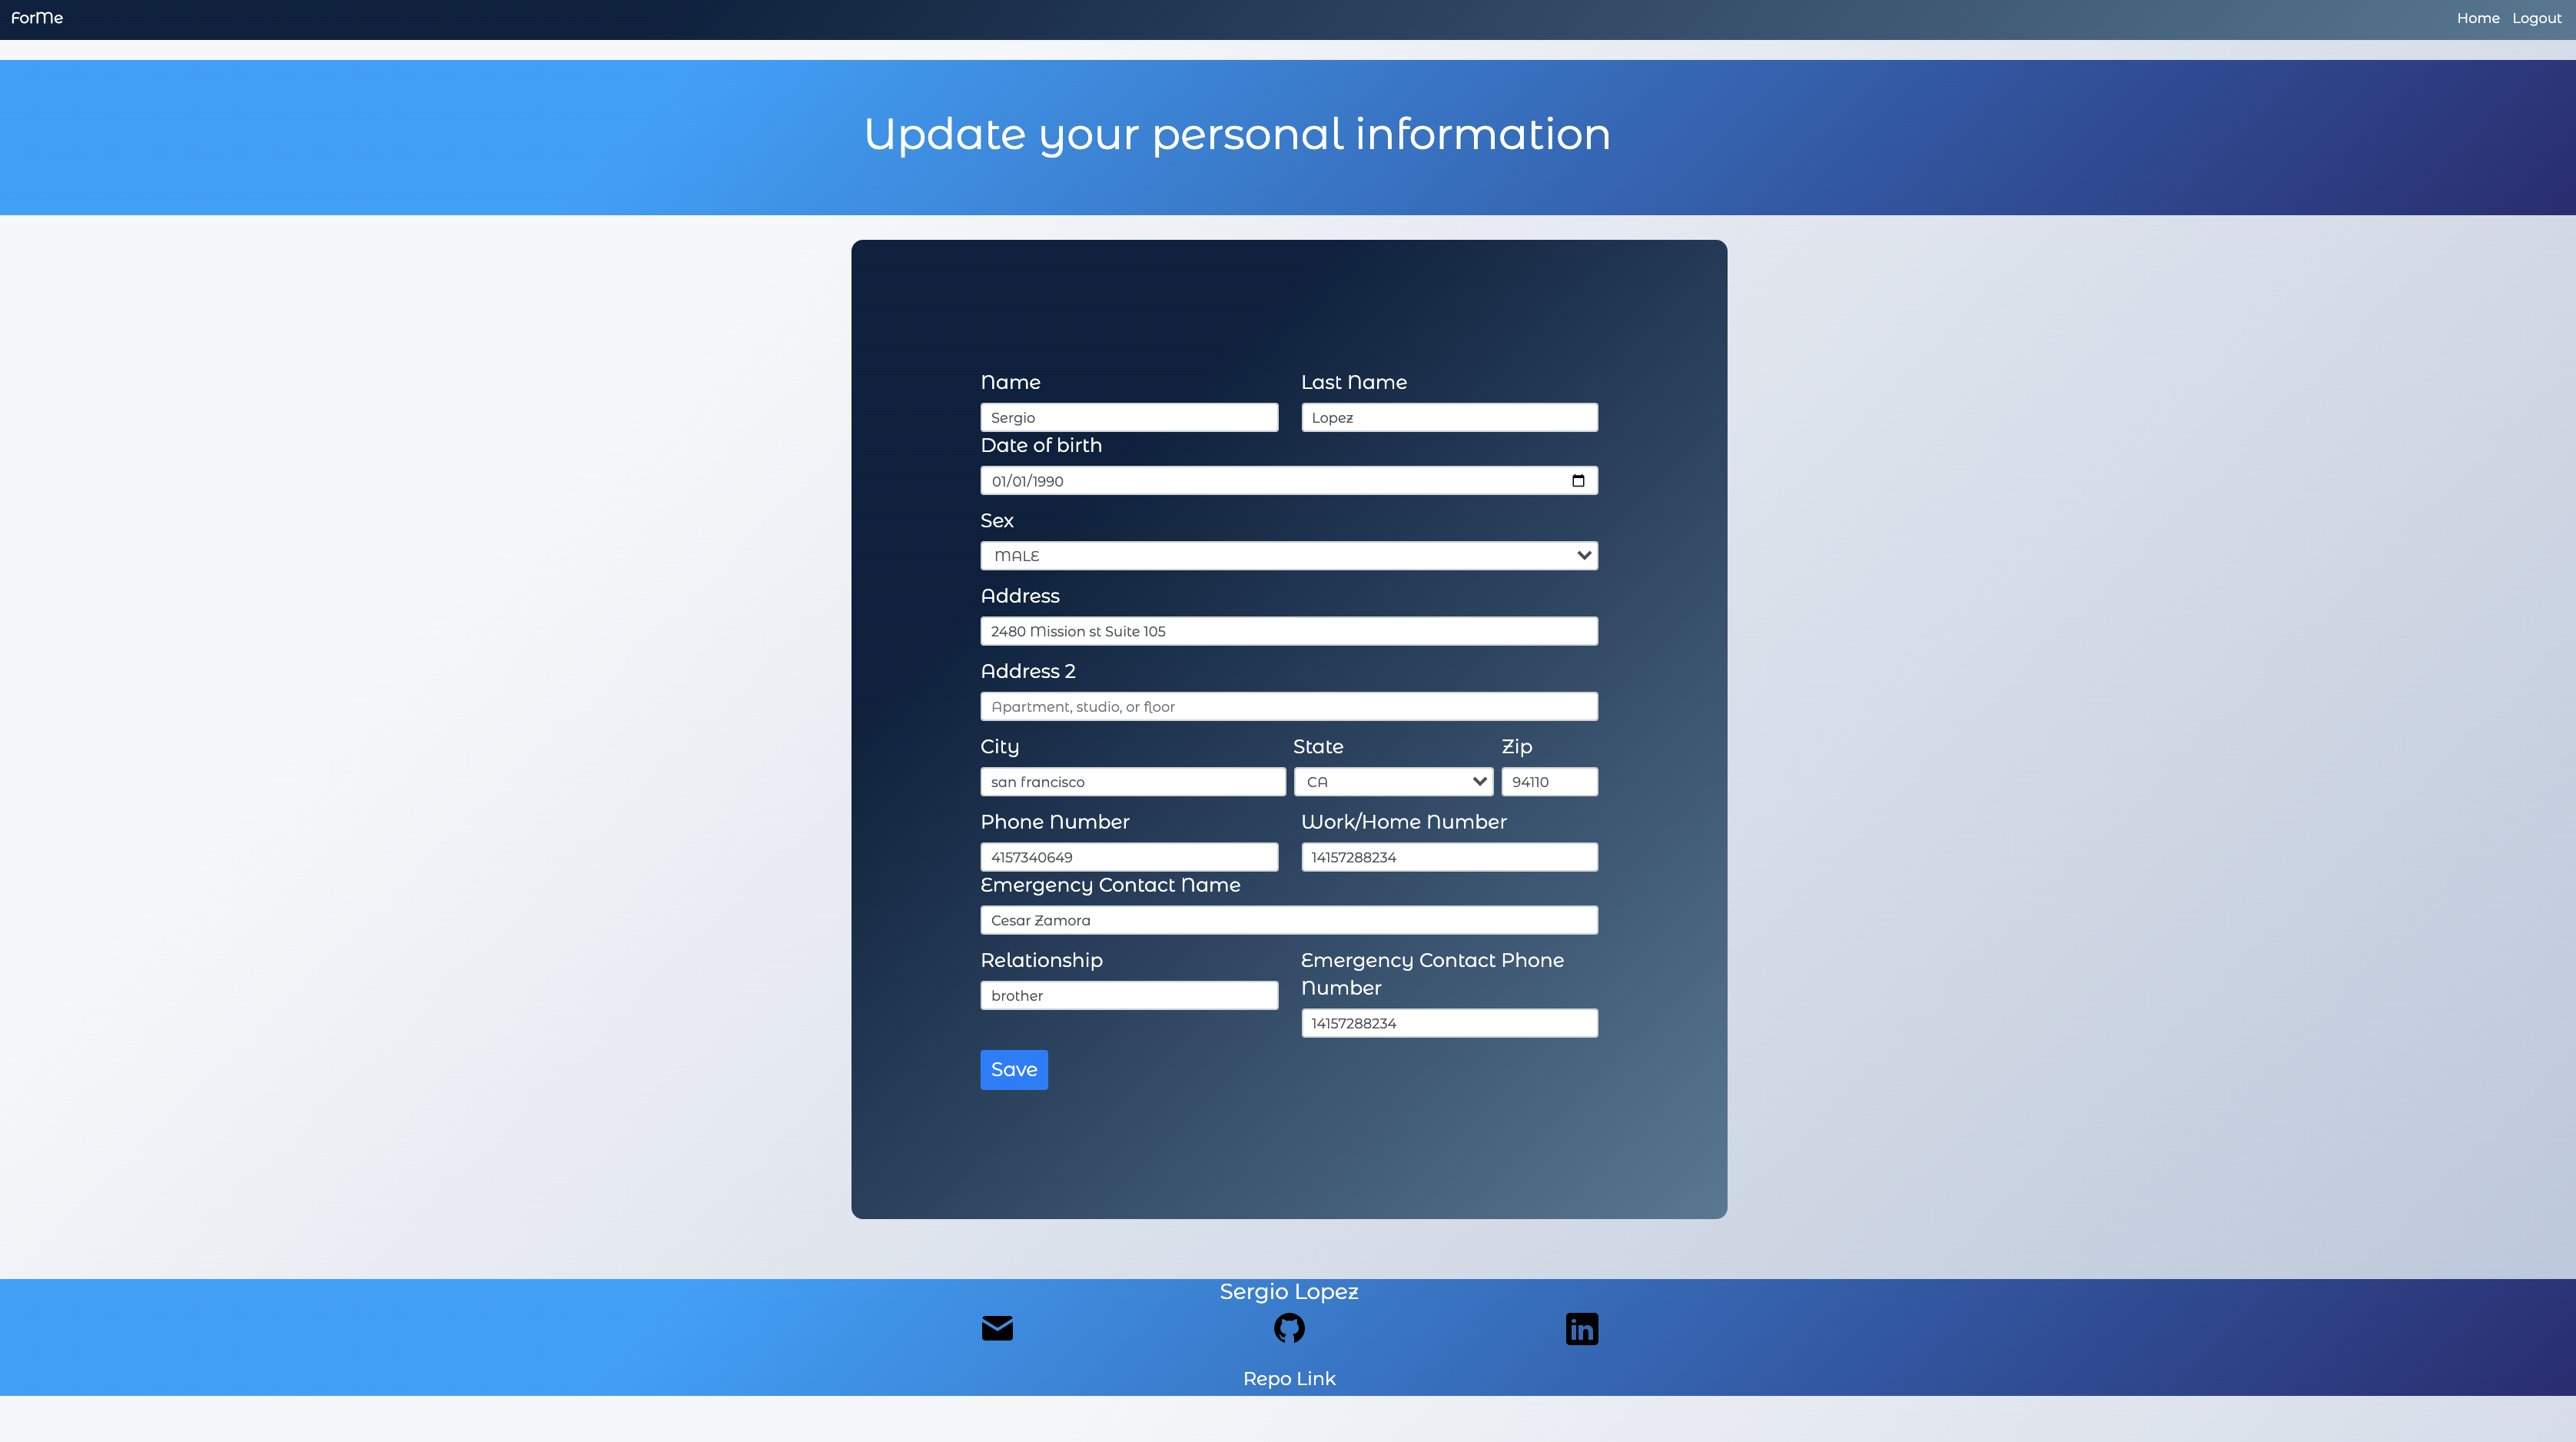 ForMe
Home Logout
Update your personal information
Name Last Name
Sergio Lopez
Date of birth
01/01/1990
Sex
MALE
Address
2480 Mission st Suite 105
Address 2
Apartment, studio, or floor
City State Zip
san francisco CA 94110
Phone Number Work/Home Number
4157340649 14157288234
Emergency Contact Name
Cesar Zamora
Relationship Emergency Contact Phone
Number
brother
14157288234
Save
Sergio Lopez
in
Repo Link